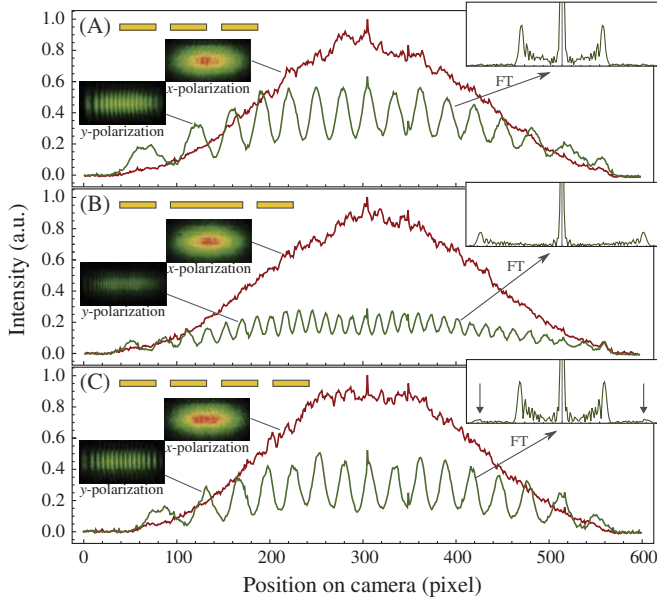 1.0
(A)
0.8
x-polarization
0.6
FT
0.4
y-polarization
0.2
0.0
1.0
(B)
0.8
x-polarization
0.6
FT
0.4
y-polarization
0.2
0.0
1.0
(C)
0.8
x-polarization
0.6
FT
0.4
y-polarization
0.2
0.0
0 100 200 300 400 500 600
Position on camera (pixel)
Intensity (a.u.)